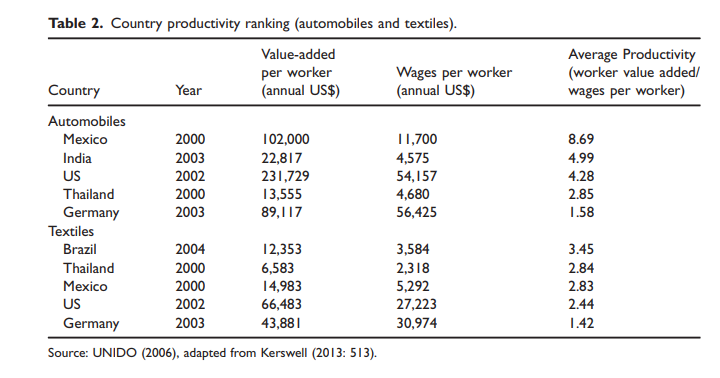 Table 2. Country productivity ranking (automobiles and textiles).
Country Year Value-added per worker (annual US$) Wages per worker (annual US$) Average Productivity (worker value added/ wages per worker)
Automobiles
Mexico 2000 102,000 11,700 8.69
India 2003 22,817 4,575 4.99
US 2002 231,729 54,157 4.28
Thailand 2000 13,555 4,680 2.85
Germany 2003 89,117 56,425 1.58
Textiles
Brazil 2004 12,353 3,584 3.45
Thailand 2000 6,583 2,318 2.84
Mexico 2000 14,983 5,292 2.83
US 2002 66,483 27,223 2.44
Germany 2003 43,881 30,974 1.42
Source: UNIDO (2006), adapted from Kerswell (2013: 513).